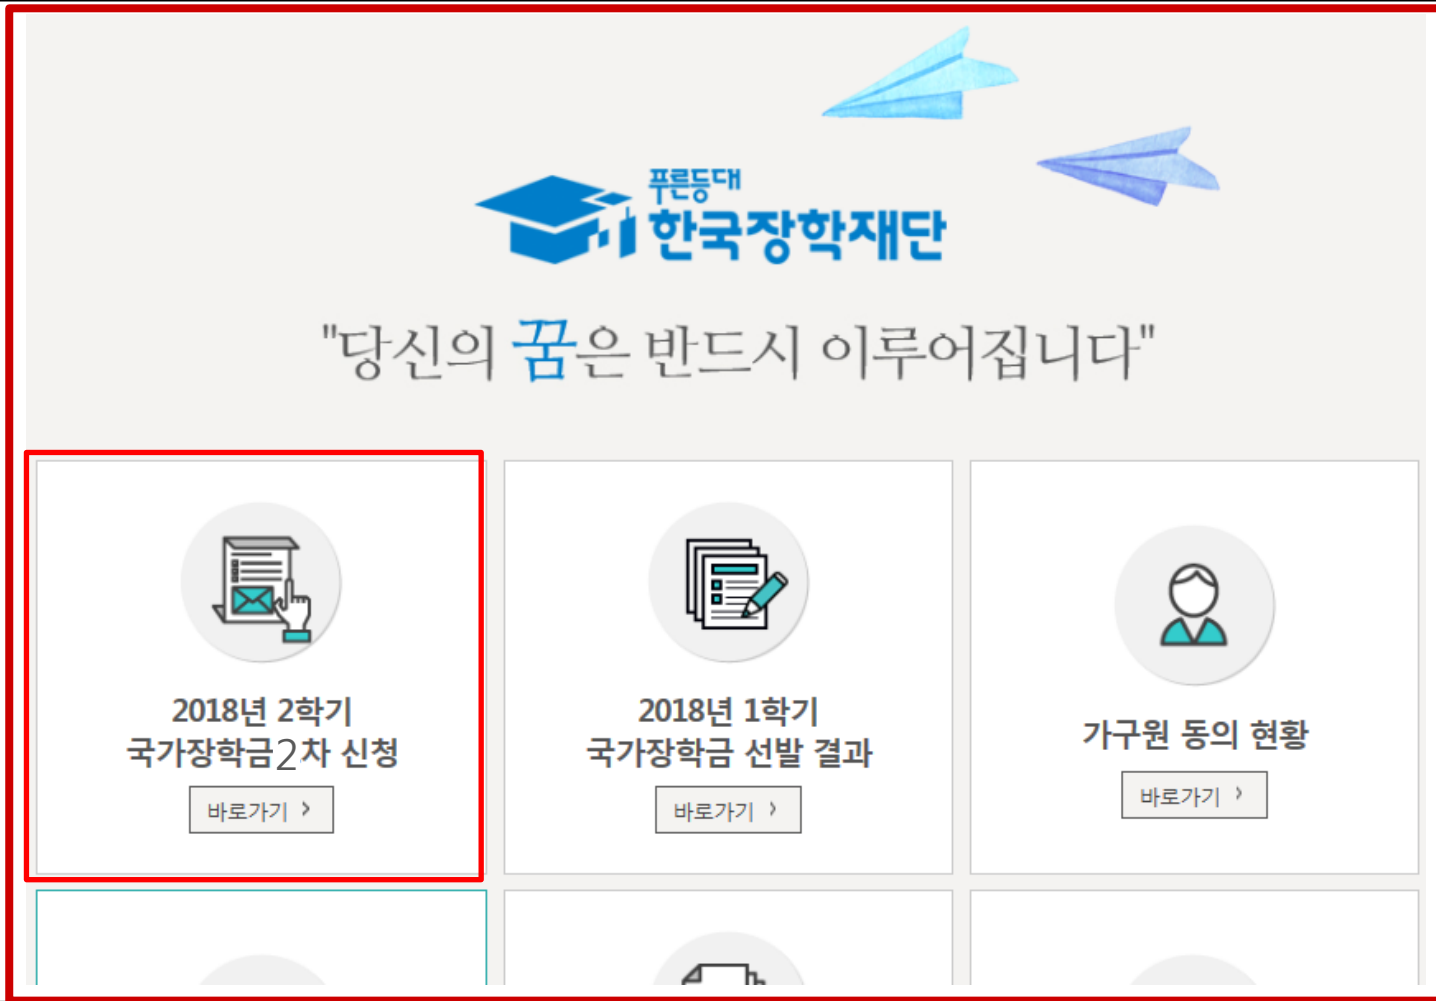 푸른등대
한국장학재단
"당신의 꿈은 반드시 이루어집니다"
2018년 2학기
국가장학금2차 신청
바로가기 >
2018년 1학기
국가장학금 선발 결과
바로가기 >
가구원 동의 현황
바로가기 >